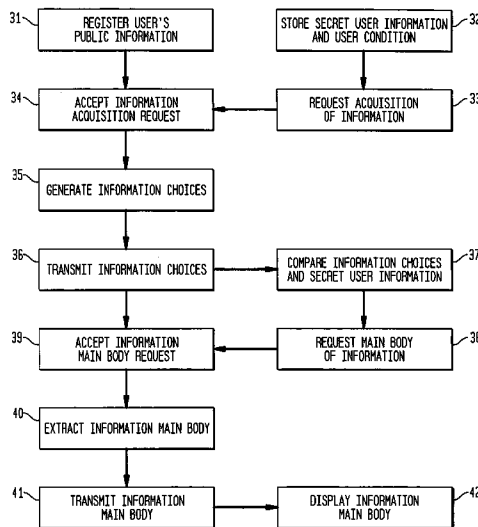 31
REGISTER USER'S
PUBLIC INFORMATION
STORE SECRET USER INFORMATION
AND USER CONDITION
32
34
ACCEPT INFORMATION
ACQUISITION REQUEST
REQUEST ACQUISITION
OF INFORMATION
33
35
GENERATE INFORMATION CHOICES
36
TRANSMIT INFORMATION CHOICES
COMPARE INFORMATION CHOICES
AND SECRET USER INFORMATION
37
39
ACCEPT INFORMATION
MAIN BODY REQUEST
REQUEST MAIN BODY
OF INFORMATION
38
40
EXTRACT INFORMATION MAIN BODY
41
TRANSMIT INFORMATION
MAIN BODY
DISPLAY INFORMATION
MAIN BODY
42